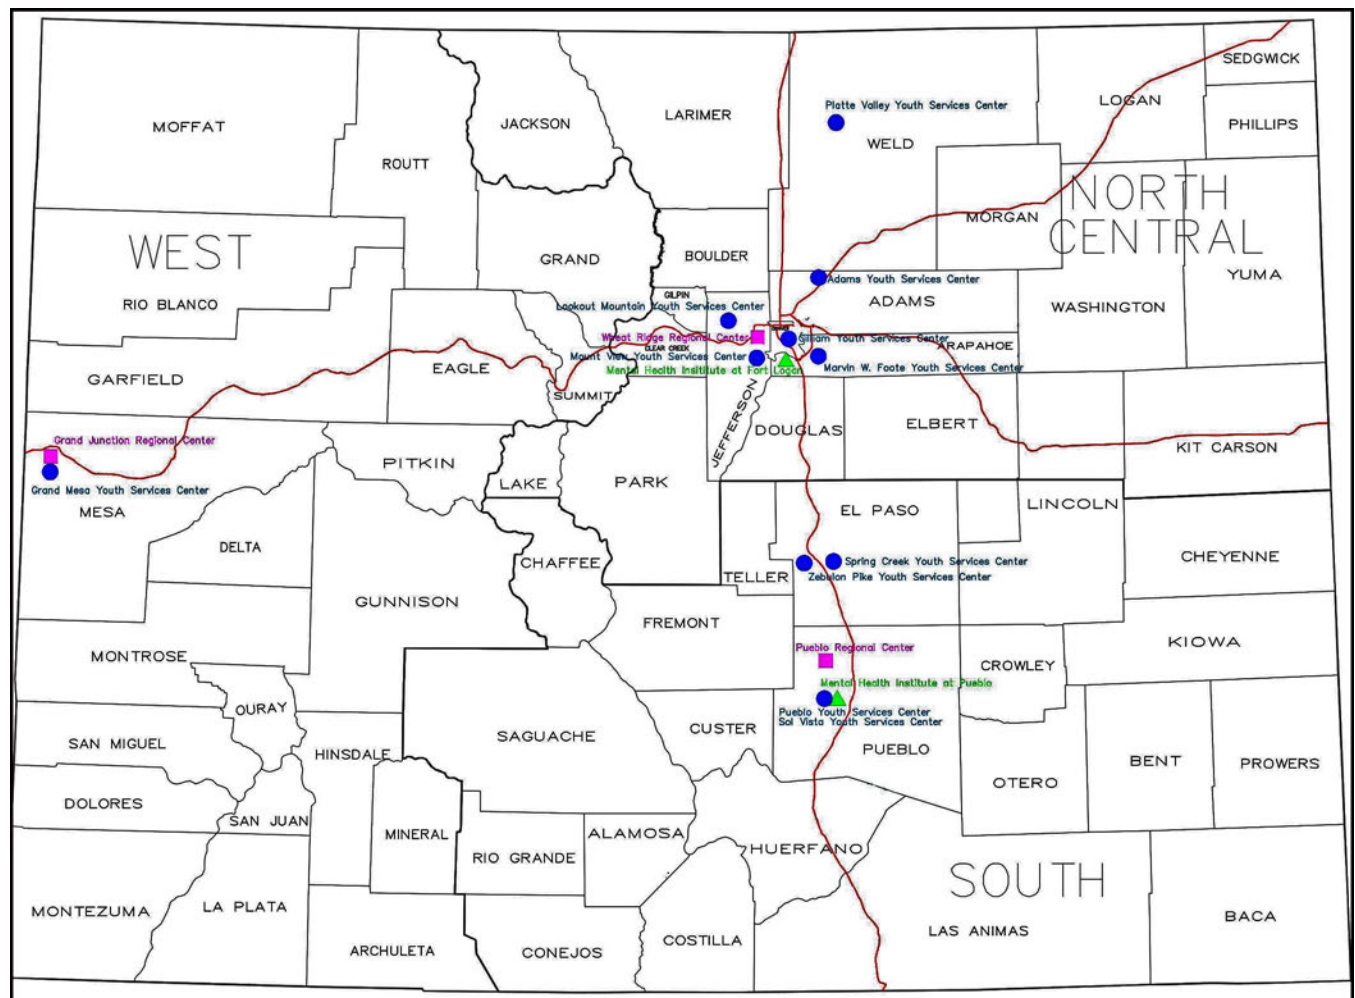 SEDGWICK
LOGAN
Platte Valley Youth Services Center
LARIMER
JACKSON
MOFFAT
PHILLIPS
WELD
ROUTT
NORTH
CENTRAL
MORGAN
WEST
BOULDER
GRAND
YUMA
Adams Youth Services Center
GILPIN
ADAMS
RIO BLANCO
Lookout Mountain Youth Services Center
WASHINGTON
Wheat Ridge Regional Center
Gilliam Youth Services Center
CLEAR CREEK
ARAPAHOE
Mount View Youth Services Center
EAGLE
Marvin W. Foote Youth Services Center
Mental Health Insititute at Fort Logan
GARFIELD
SUMMIT
JEFFERSON
DOUGLAS
ELBERT
Grand Junction Regional Center
KIT CARSON
PITKIN
LAKE
PARK
Grand Mesa Youth Services Center
MESA
EL PASO
LINCOLN
DELTA
CHEYENNE
CHAFFEE
Spring Creek Youth Services Center
TELLER
Zebulon Pike Youth Services Center
GUNNISON
FREMONT
KIOWA
Pueblo Regional Center
MONTROSE
CROWLEY
Mental Health Institute at Pueblo
OURAY
Pueblo Youth Services Center
Sol Vista Youth Services Center
CUSTER
SAGUACHE
SAN MIGUEL
PUEBLO
HINSDALE
BENT
PROWERS
OTERO
DOLORES
SAN JUAN
MINERAL
ALAMOSA
HUERFANO
RIO GRANDE
SOUTH
LA PLATA
MONTEZUMA
BACA
LAS ANIMAS
COSTILLA
ARCHULETA
CONEJOS